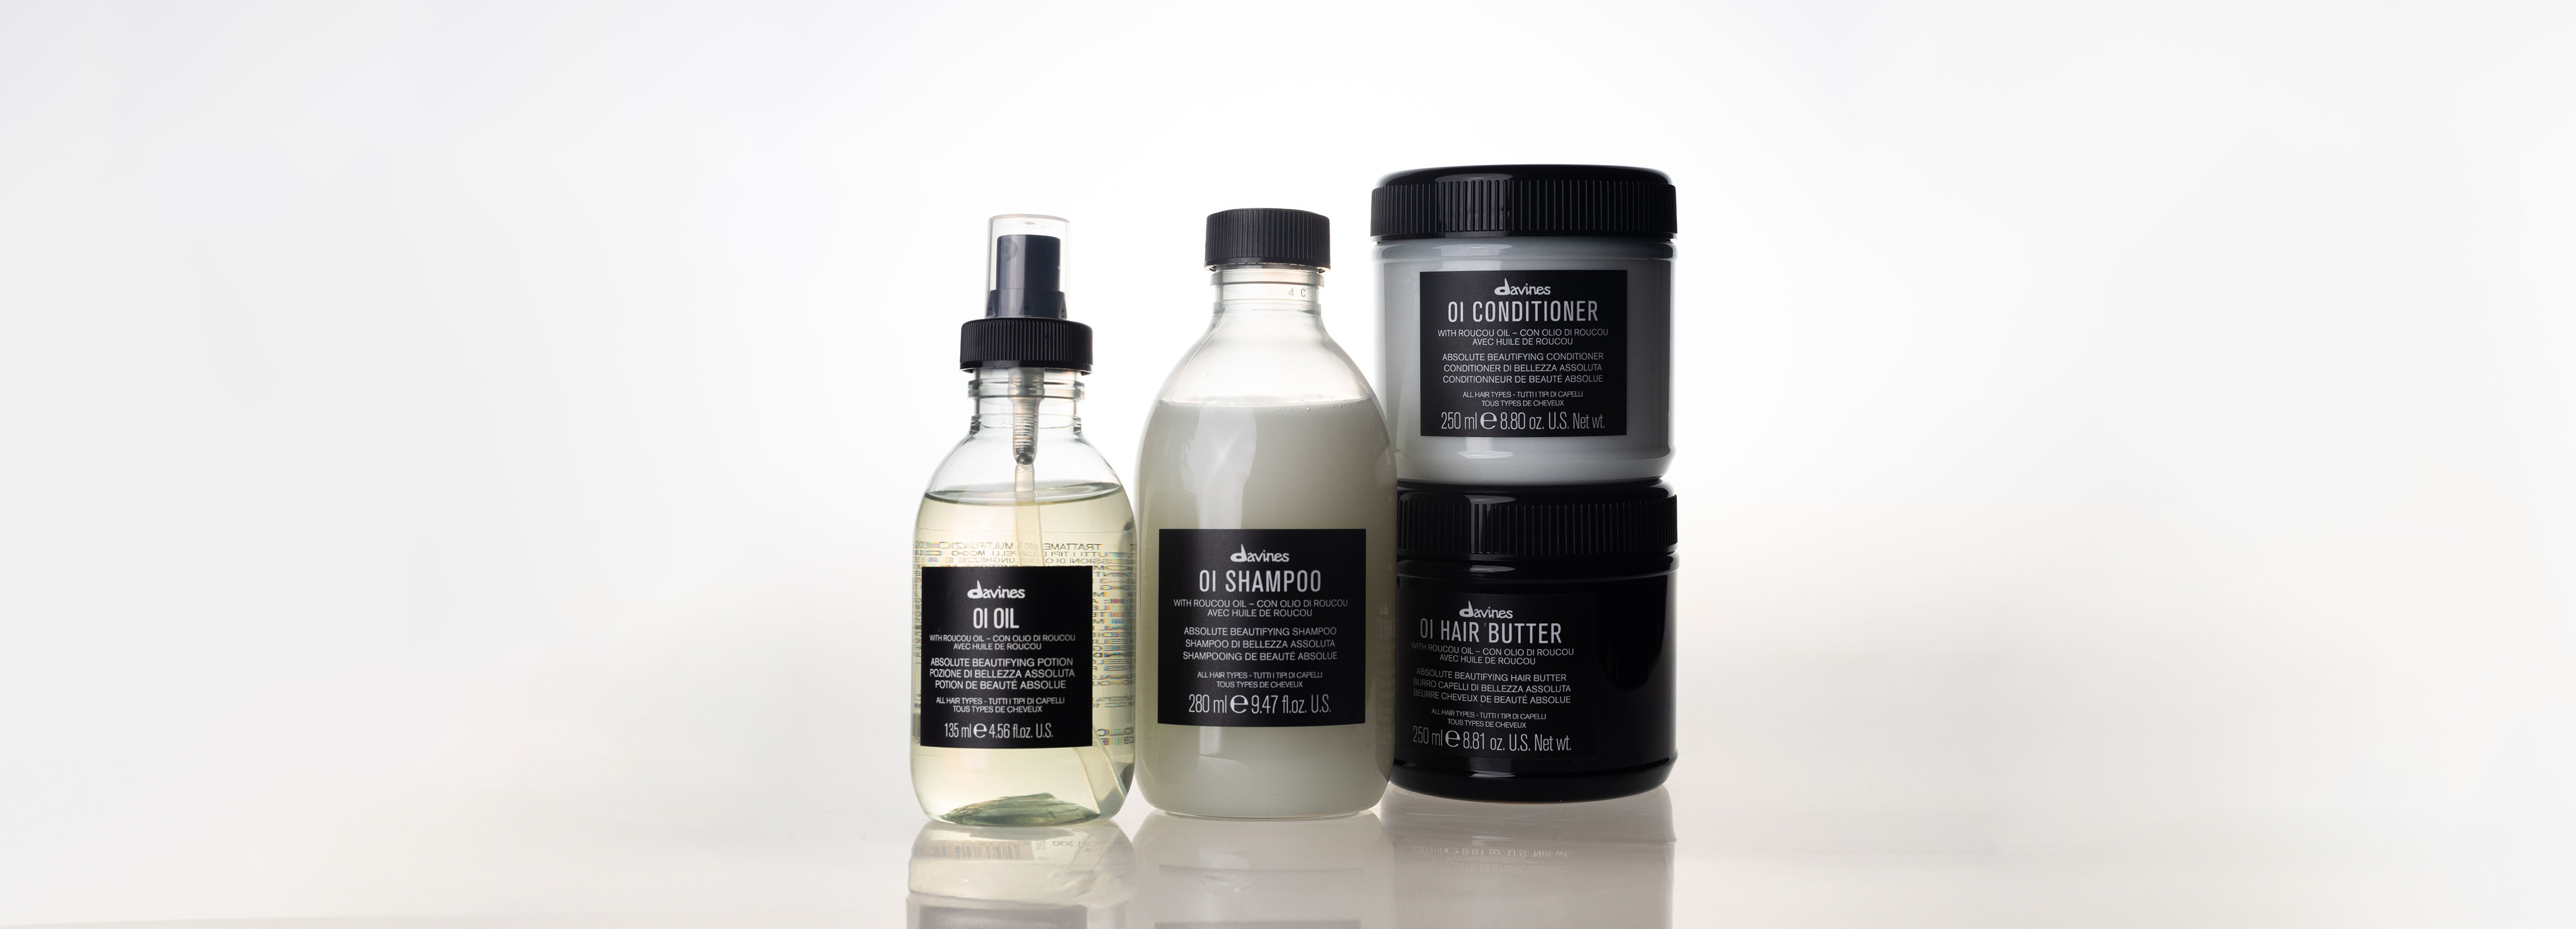 davines
OI OIL
WITH ROUCOU OIL – CON OLIO DI ROUCOU
AVEC HUILE DE ROUCOU
ABSOLUTE BEAUTIFYING POTION
POZIONE DI BELLEZZA ASSOLUTA
POTION DE BEAUTÉ ABSOLUE
ALL HAIR TYPES - TUTTI I TIPI DI CAPELLI
TOUS TYPES DE CHEVEUX
135 ml ℮ 4.56 fl.oz. U.S.
4 C
davines
OI SHAMPOO
WITH ROUCOU OIL – CON OLIO DI ROUCOU
AVEC HUILE DE ROUCOU
ABSOLUTE BEAUTIFYING SHAMPOO
SHAMPOO DI BELLEZZA ASSOLUTA
SHAMPOOING DE BEAUTÉ ABSOLUE
ALL HAIR TYPES - TUTTI I TIPI DI CAPELLI
TOUS TYPES DE CHEVEUX
280 ml ℮ 9.47 fl.oz. U.S.
davines
OI CONDITIONER
WITH ROUCOU OIL – CON OLIO DI ROUCOU
AVEC HUILE DE ROUCOU
ABSOLUTE BEAUTIFYING CONDITIONER
CONDITIONER DI BELLEZZA ASSOLUTA
CONDITIONNEUR DE BEAUTÉ ABSOLUE
ALL HAIR TYPES - TUTTI I TIPI DI CAPELLI
TOUS TYPES DE CHEVEUX
250 ml ℮ 8.80 oz. U.S. Net wt.
davines
OI HAIR BUTTER
WITH ROUCOU OIL – CON OLIO DI ROUCOU
AVEC HUILE DE ROUCOU
ABSOLUTE BEAUTIFYING HAIR BUTTER
BURRO CAPELLI DI BELLEZZA ASSOLUTA
BEURRE CHEVEUX DE BEAUTÉ ABSOLUE
ALL HAIR TYPES - TUTTI I TIPI DI CAPELLI
TOUS TYPES DE CHEVEUX
250 ml ℮ 8.81 oz. U.S. Net wt.